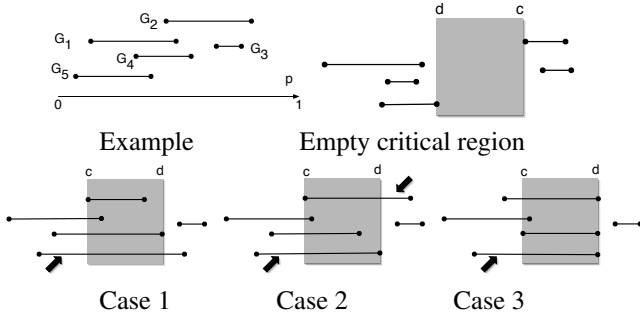 G2
G1
G4
G3
G5
p
0
1
d c
Example
Empty critical region
c d
c d
c d
Case 1
Case 2
Case 3